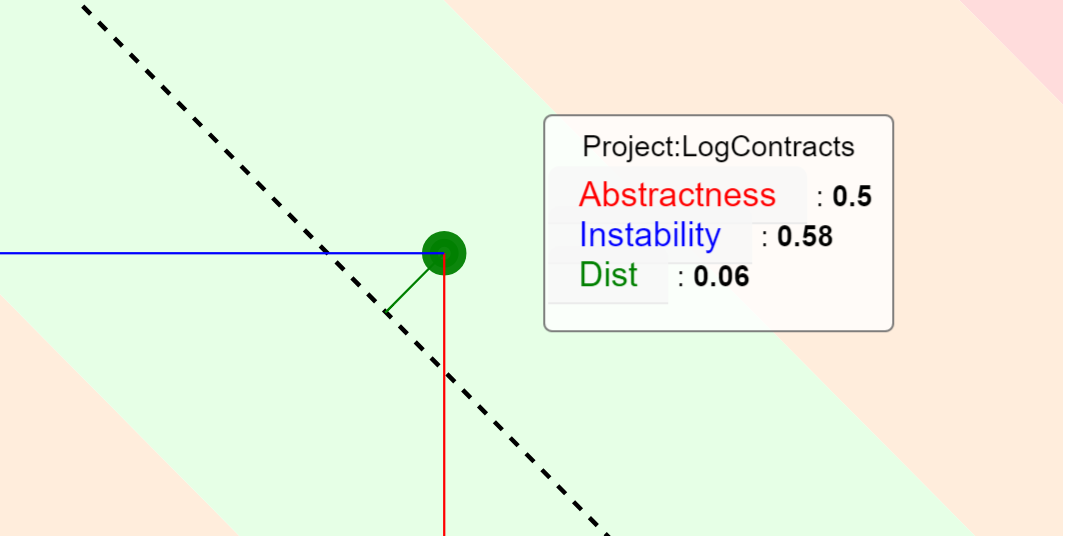 Project:LogContracts
Abstractness : 0.5
Instability : 0.58
Dist : 0.06